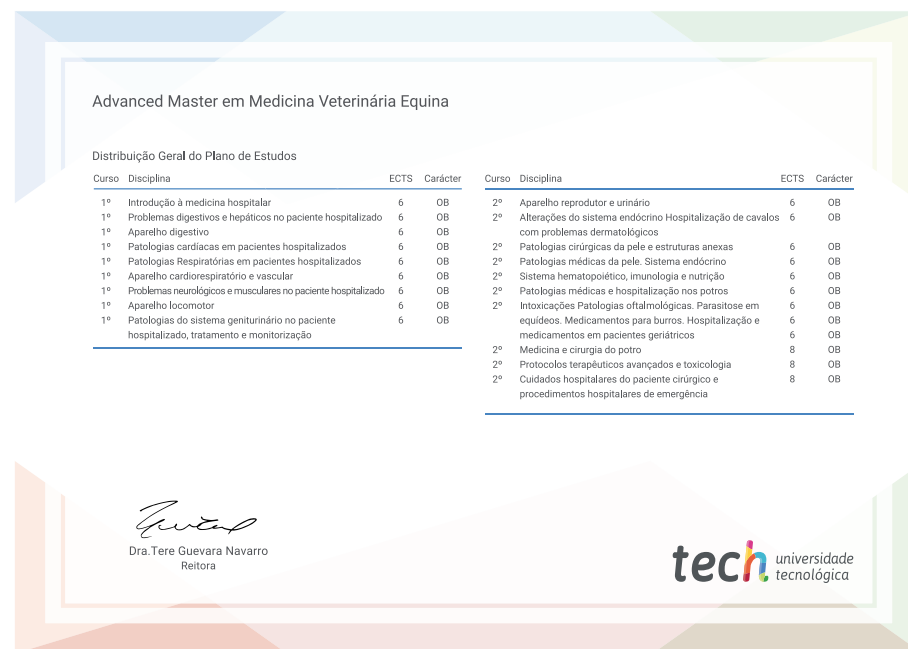 Advanced Master em Medicina Veterinária Equina
Distribuição Geral do Plano de Estudos
Curso Disciplina ECTS Carácter
1º Introdução à medicina hospitalar 6 OB
1º Problemas digestivos e hepáticos no paciente hospitalizado 6 OB
1º Aparelho digestivo 6 OB
1º Patologias cardíacas em pacientes hospitalizados 6 OB
1º Patologias Respiratórias em pacientes hospitalizados 6 OB
1º Aparelho cardiorespiratório e vascular 6 OB
1º Problemas neurológicos e musculares no paciente hospitalizado 6 OB
1º Aparelho locomotor 6 OB
1º Patologias do sistema geniturinário no paciente 6 OB
hospitalizado, tratamento e monitorização
Curso Disciplina ECTS Carácter
2º Aparelho reprodutor e urinário 6 OB
2º Alterações do sistema endócrino Hospitalização de cavalos 6 OB
com problemas dermatológicos
2º Patologias cirúrgicas da pele e estruturas anexas 6 OB
2º Patologias médicas da pele. Sistema endócrino 6 OB
2º Sistema hematopoiético, imunologia e nutrição 6 OB
2º Patologias médicas e hospitalização nos potros 6 OB
2º Intoxicações Patologias oftalmológicas. Parasitose em 6 OB
equídeos. Medicamentos para burros. Hospitalização e 6 OB
medicamentos em pacientes geriátricos 6 OB
2º Medicina e cirurgia do potro 8 OB
2º Protocolos terapêuticos avançados e toxicologia 8 OB
2º Cuidados hospitalares do paciente cirúrgico e 8 OB
procedimentos hospitalares de emergência
Dra.Tere Guevara Navarro
Reitora
tech universidade
tecnológica